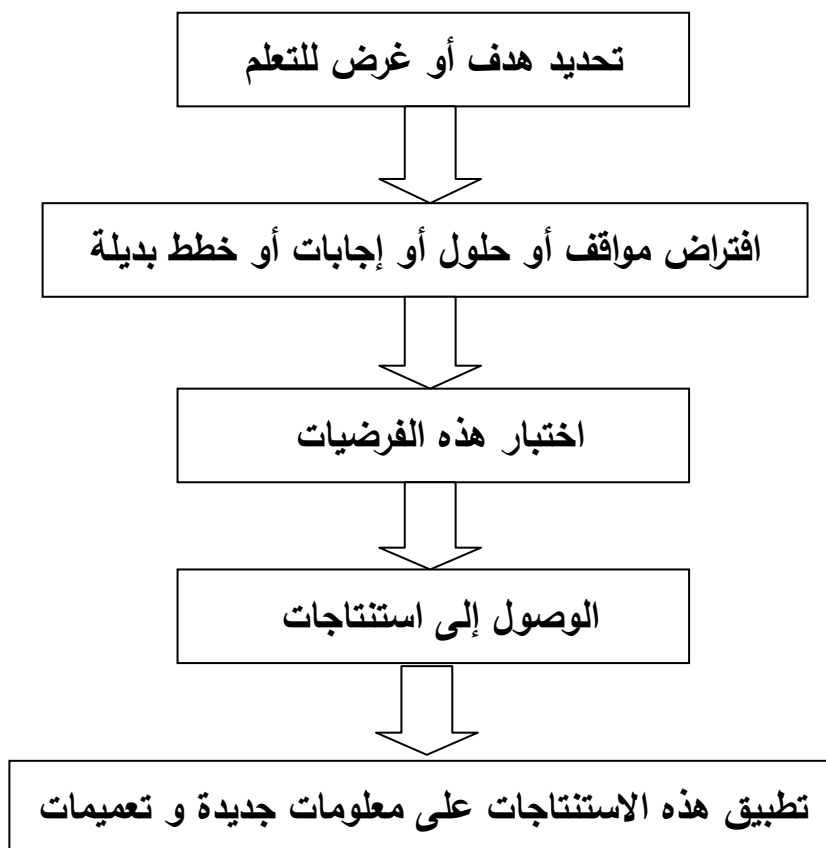 تحديد هدف أو غرض للتعلم
افتراض مواقف أو حلول أو إجابات أو خطط بديلة
اختبار هذه الفرضيات
الوصول إلى استنتاجات
تطبيق هذه الاستنتاجات على معلومات جديدة و تعميمات